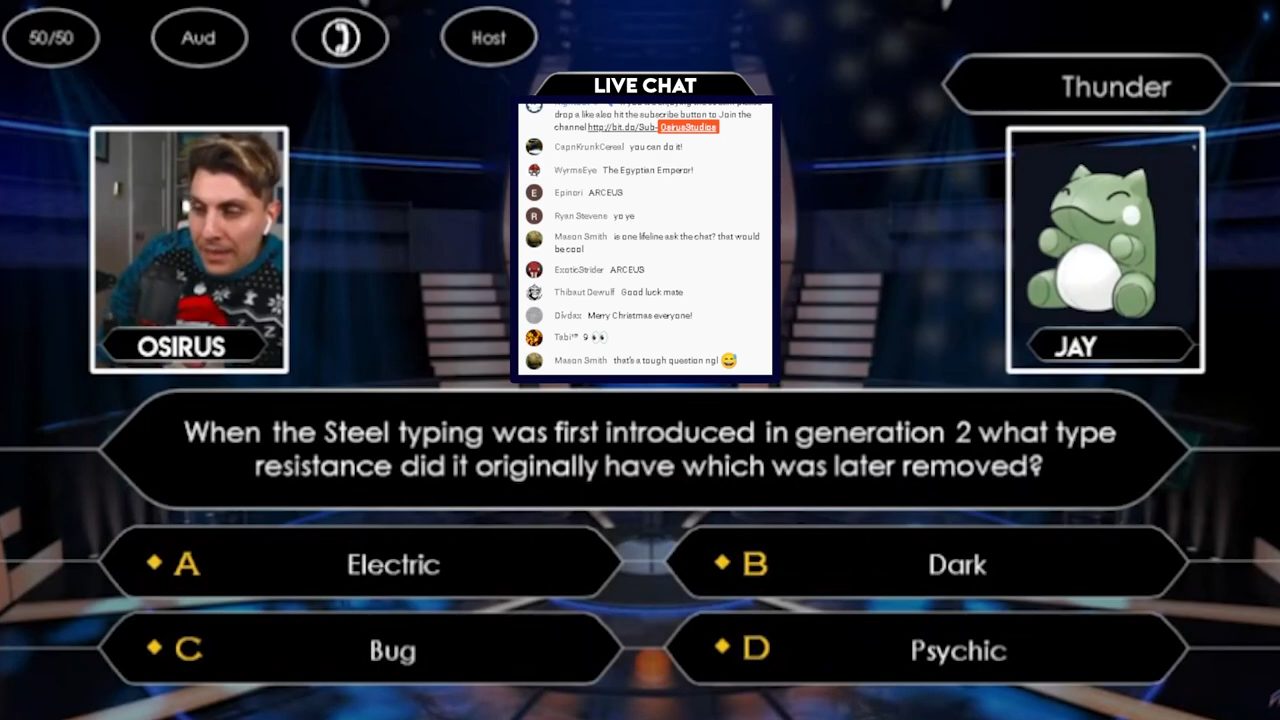 50/50
Aud
Host
Thunder
LIVE CHAT
drop a like also hit the subscribe button to Join the
channel http://bit.do/Sub-OsirusStudios
CapnKrunkCereal you can do it!
WyrmsEye The Egyptian Emperor!
E Epinori ARCEUS
R Ryan Stevens yo ye
Mason Smith is one lifeline ask the chat? that would
be cool
ExoticStrider ARCEUS
Thibaut Dewulf Good luck mate
Divdax Merry Christmas everyone!
Tabi 9 👀
Mason Smith that's a tough question ngl 😅
OSIRUS
JAY
When the Steel typing was first introduced in generation 2 what type
resistance did it originally have which was later removed?
A Electric
B Dark
C Bug
D Psychic